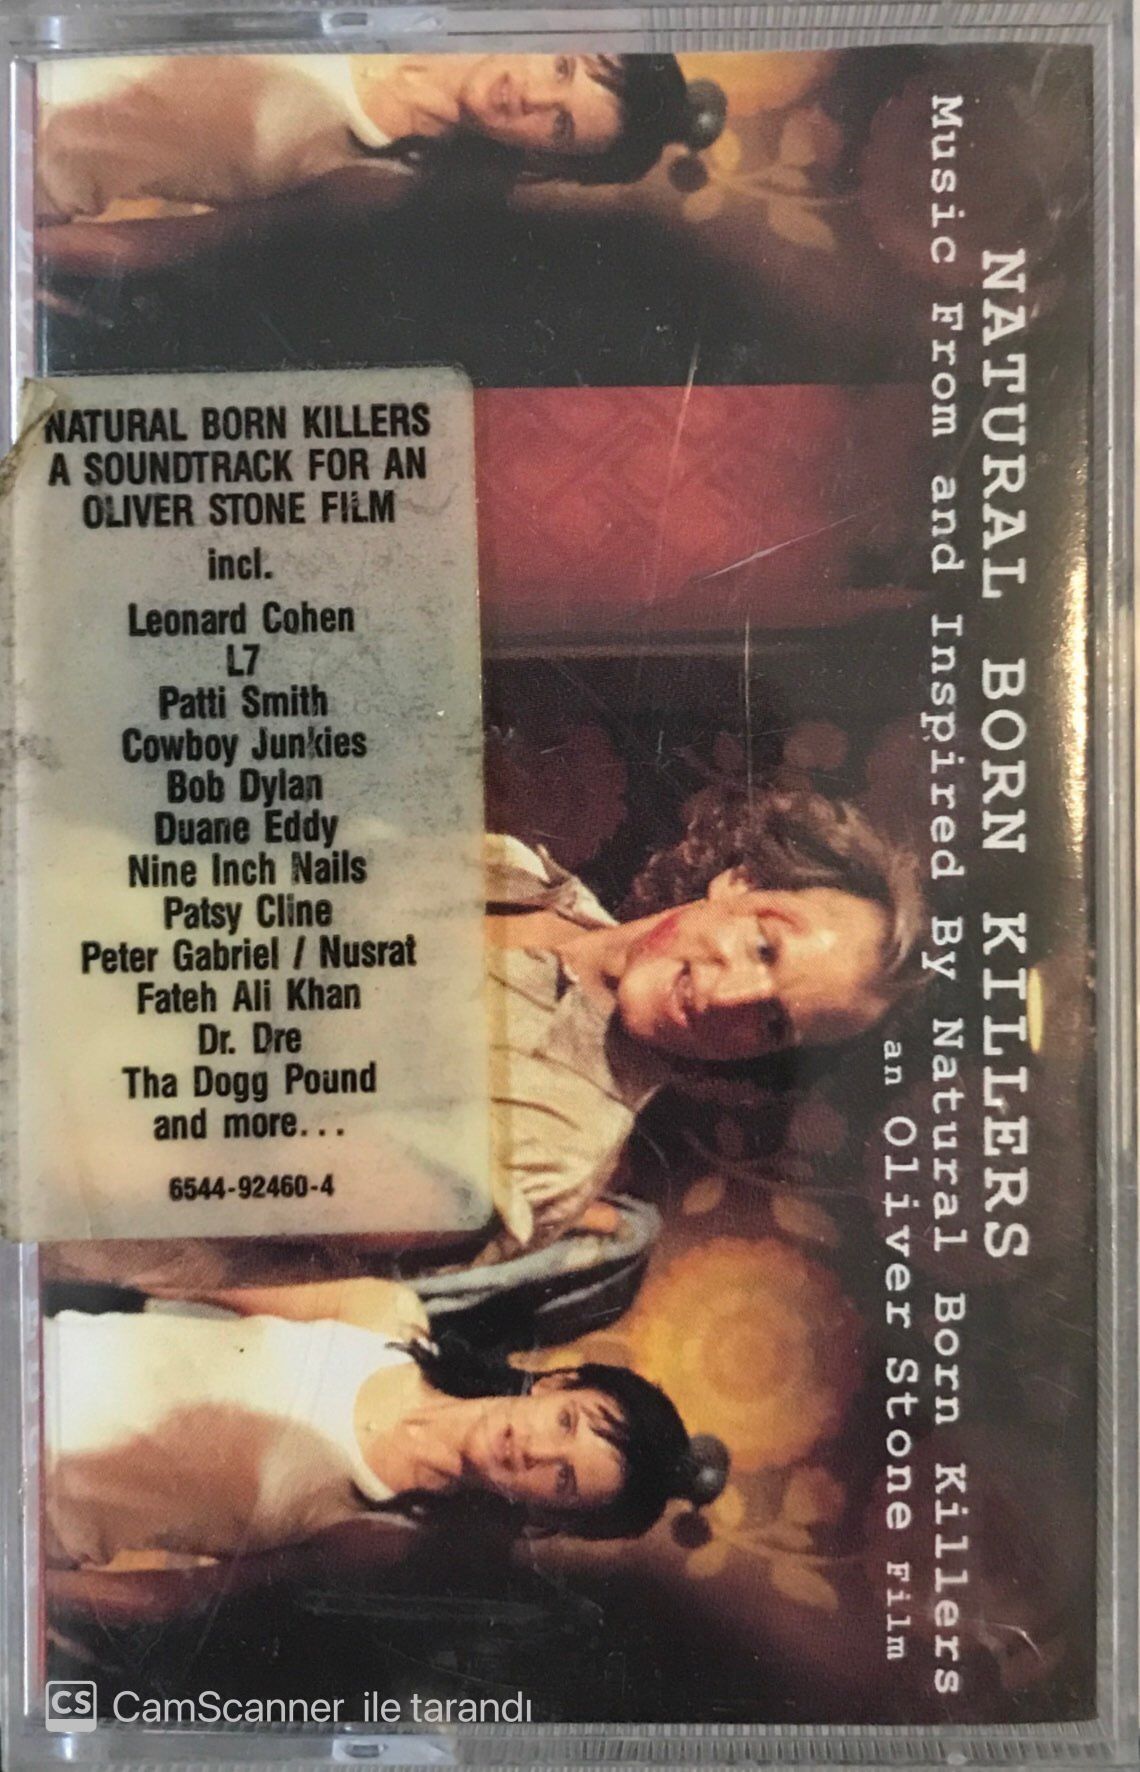 NATURAL BORN KILLERS
Music From and Inspired By Natural Born Killers
an Oliver Stone Film
NATURAL BORN KILLERS
A SOUNDTRACK FOR AN
OLIVER STONE FILM
incl.
Leonard Cohen
L7
Patti Smith
Cowboy Junkies
Bob Dylan
Duane Eddy
Nine Inch Nails
Patsy Cline
Peter Gabriel / Nusrat
Fateh Ali Khan
Dr. Dre
Tha Dogg Pound
and more...
6544-92460-4
CS CamScanner ile tarandı